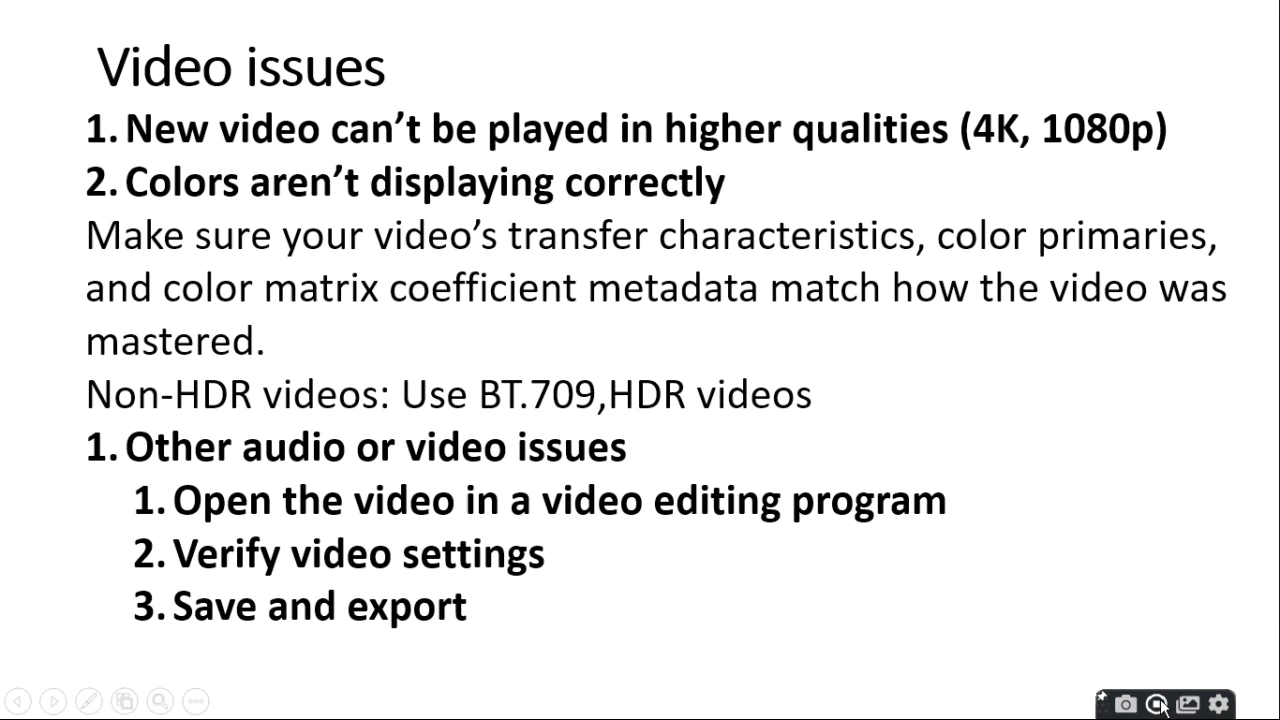 Video issues
1. New video can’t be played in higher qualities (4K, 1080p)
2. Colors aren’t displaying correctly
Make sure your video’s transfer characteristics, color primaries,
and color matrix coefficient metadata match how the video was
mastered.
Non-HDR videos: Use BT.709,HDR videos
1. Other audio or video issues
1. Open the video in a video editing program
2. Verify video settings
3. Save and export